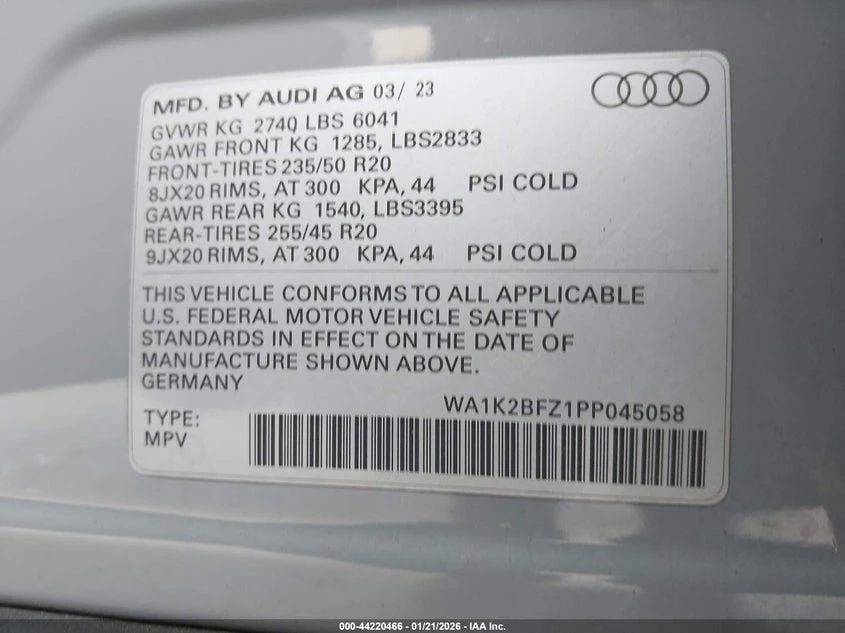 MFD. BY AUDI AG 03/ 23
GVWR KG 2740 LBS 6041
GAWR FRONT KG 1285, LBS2833
FRONT-TIRES 235/50 R20
8JX20 RIMS, AT 300 KPA, 44 PSI COLD
GAWR REAR KG 1540, LBS3395
REAR-TIRES 255/45 R20
9JX20 RIMS, AT 300 KPA, 44 PSI COLD
THIS VEHICLE CONFORMS TO ALL APPLICABLE
U.S. FEDERAL MOTOR VEHICLE SAFETY
STANDARDS IN EFFECT ON THE DATE OF
MANUFACTURE SHOWN ABOVE.
GERMANY
WA1K2BFZ1PP045058
TYPE:
MPV
000-44220466 - 01/21/2026 - IAA Inc.